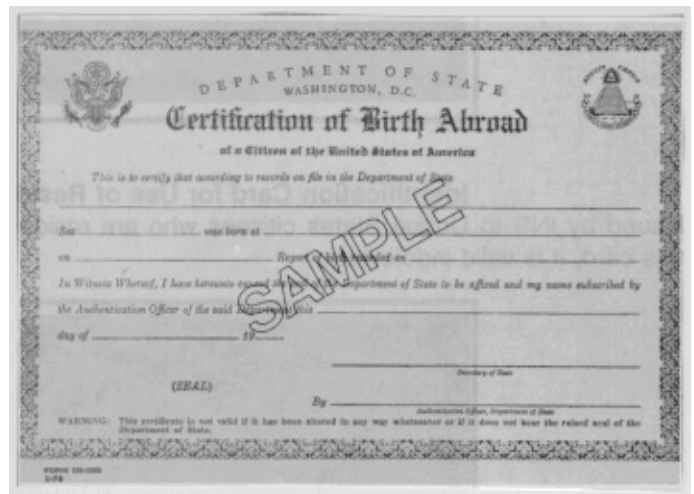 DEPARTMENT OF STATE
WASHINGTON, D.C.
Certification of Birth Abroad
of a Citizen of the United States of America
This is to certify that according to records on file in the Department of State
Sex was born at
on Report of birth recorded on
In Witness Whereof, I have hereunto caused the seal of the Department of State to be affixed and my name subscribed by
the Authentication Officer of the said Department this
day of 19
SAMPLE
Secretary of State
(SEAL)
By
Authentication Officer, Department of State
WARNING: This certificate is not valid if it has been altered in any way whatsoever or if it does not bear the raised seal of the
Department of State.
FORM
1-76